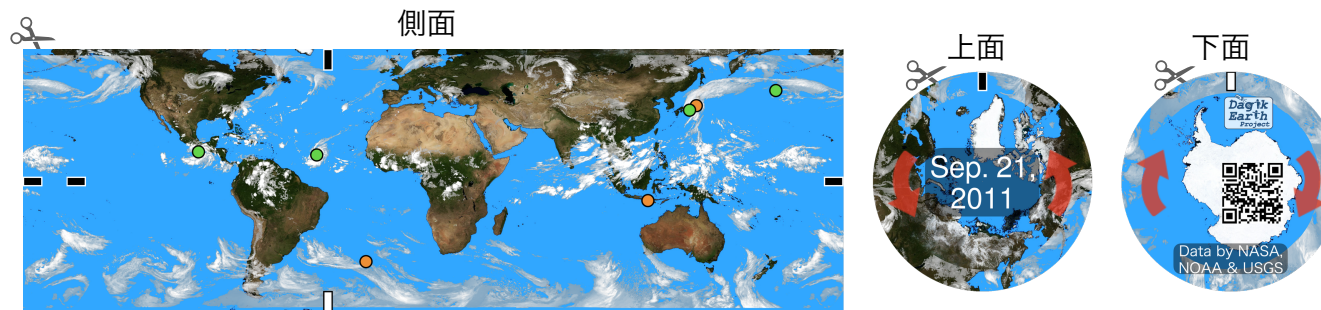 側面
上面
下面
Sep. 21,
2011
Dagik
Earth
Project
Data by NASA,
NOAA & USGS